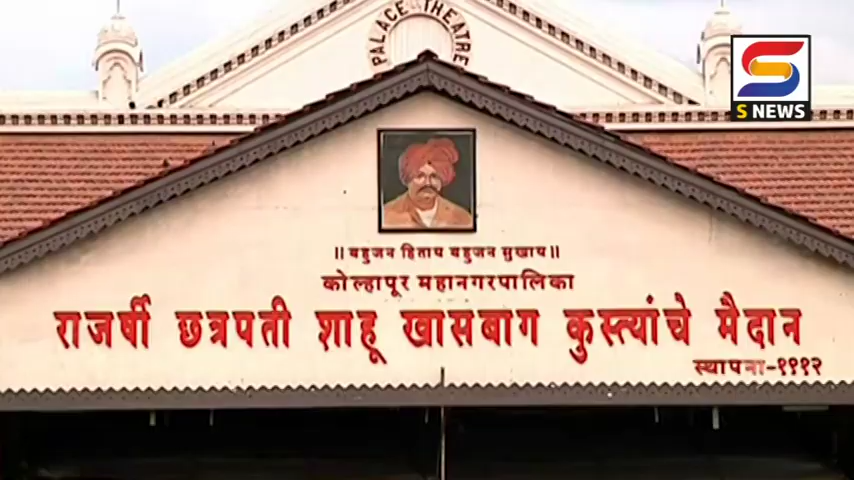 PALACE THEATRE
S NEWS
॥ बहुजन हिताय बहुजन सुखाय॥
कोल्हापूर महानगरपालिका
राजर्षी छत्रपती शाहू खासबाग कुस्त्यांचे मैदान
स्थापना-१९१२